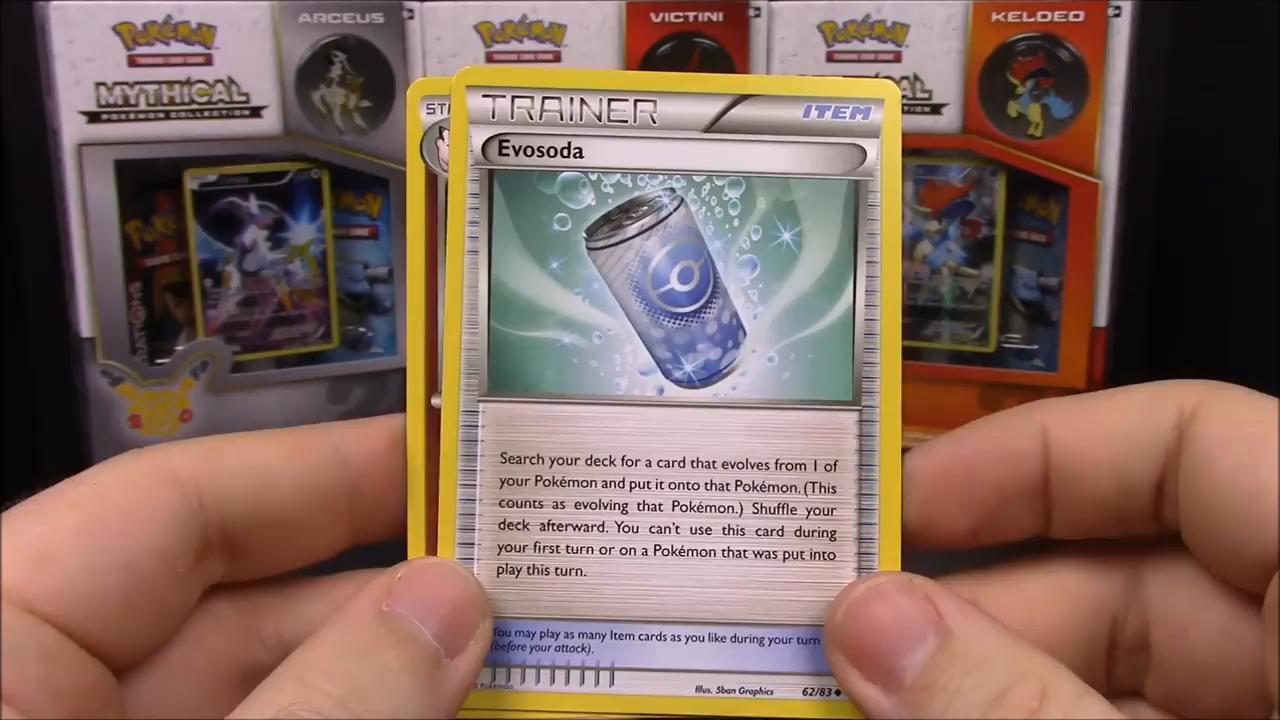 ARCEUS
Pokémon
MYTHICAL
POKÉMON COLLECTION
VICTINI
Pokémon
KELDEO
Pokémon
TRAINER
ITEM
Evosoda
Search your deck for a card that evolves from 1 of
your Pokémon and put it onto that Pokémon. (This
counts as evolving that Pokémon.) Shuffle your
deck afterward. You can't use this card during
your first turn or on a Pokémon that was put into
play this turn.
You may play as many Item cards as you like during your turn
(before your attack).
Pokémon
Illus. 5ban Graphics
62/83